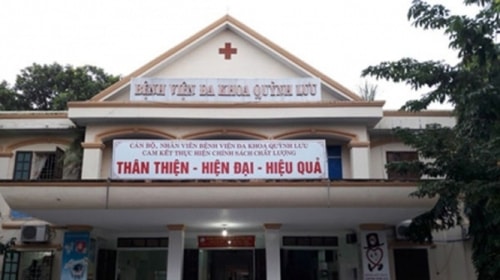 BỆNH VIỆN ĐA KHOA QUỲNH LƯU
CÁN BỘ, NHÂN VIÊN BỆNH VIỆN ĐA KHOA QUỲNH LƯU
CAM KẾT THỰC HIỆN CHÍNH SÁCH CHẤT LƯỢNG
THÂN THIỆN - HIỆN ĐẠI - HIỆU QUẢ